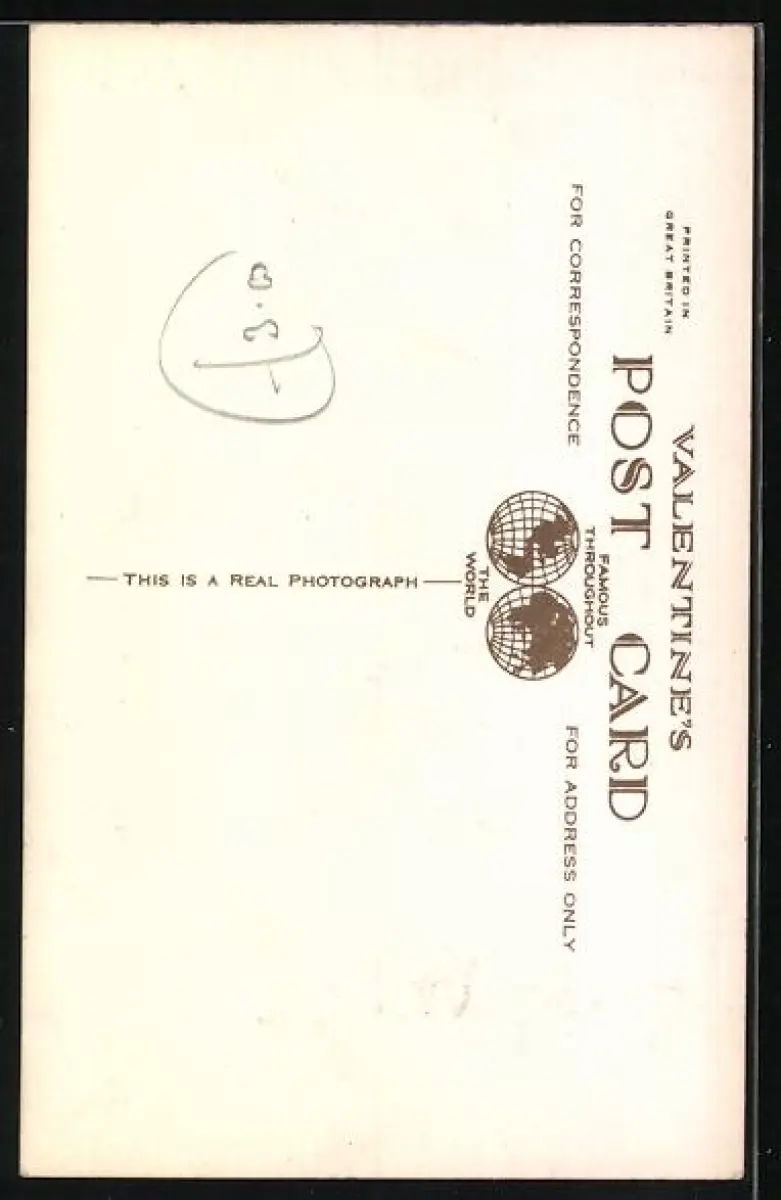 VALENTINE'S
PRINTED IN
GREAT BRITAIN
POST CARD
FAMOUS
THROUGHOUT
THE
WORLD
FOR CORRESPONDENCE
FOR ADDRESS ONLY
THIS IS A REAL PHOTOGRAPH